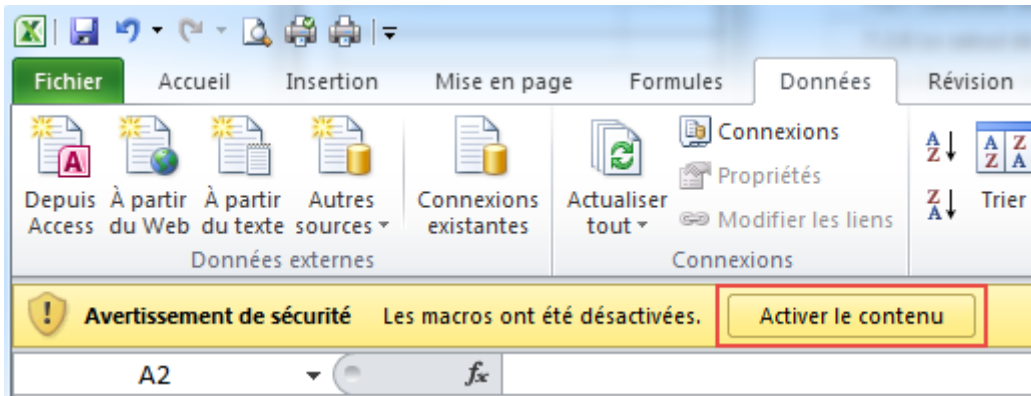 Fichier Accueil Insertion Mise en page Formules Données Révision
Depuis Access
À partir du Web
À partir du texte
Autres sources
Connexions existantes
Actualiser tout
Connexions
Propriétés
Modifier les liens
Trier
Données externes
Connexions
Avertissement de sécurité Les macros ont été désactivées. Activer le contenu
A2 fx